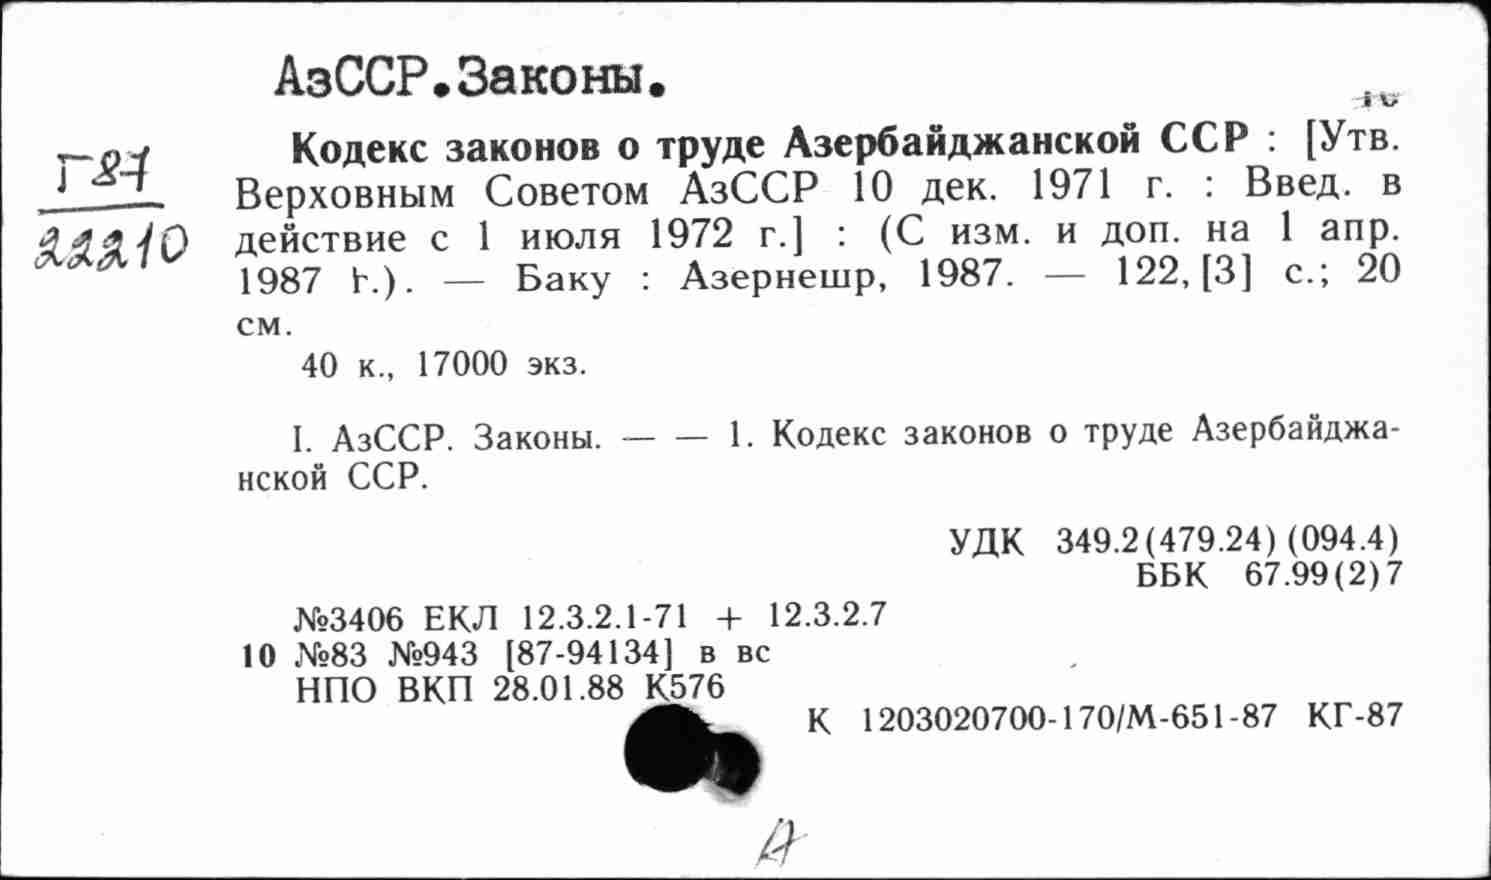 АзССР.Законы.
Г-87
22210
Кодекс законов о труде Азербайджанской ССР : [Утв.
Верховным Советом АзССР 10 дек. 1971 г. : Введ. в
действие с 1 июля 1972 г.] : (С изм. и доп. на 1 апр.
1987 г.). — Баку : Азернешр, 1987. — 122, [3] с.; 20
см.
40 к., 17000 экз.
I. АзССР. Законы. — — 1. Кодекс законов о труде Азербайджа-
нской ССР.
УДК 349.2(479.24)(094.4)
ББК 67.99(2)7
№3406 ЕКЛ 12.3.2.1-71 + 12.3.2.7
10 №83 №943 [87-94134] в вс
НПО ВКП 28.01.88 К576
К 1203020700-170/М-651-87 КГ-87
А